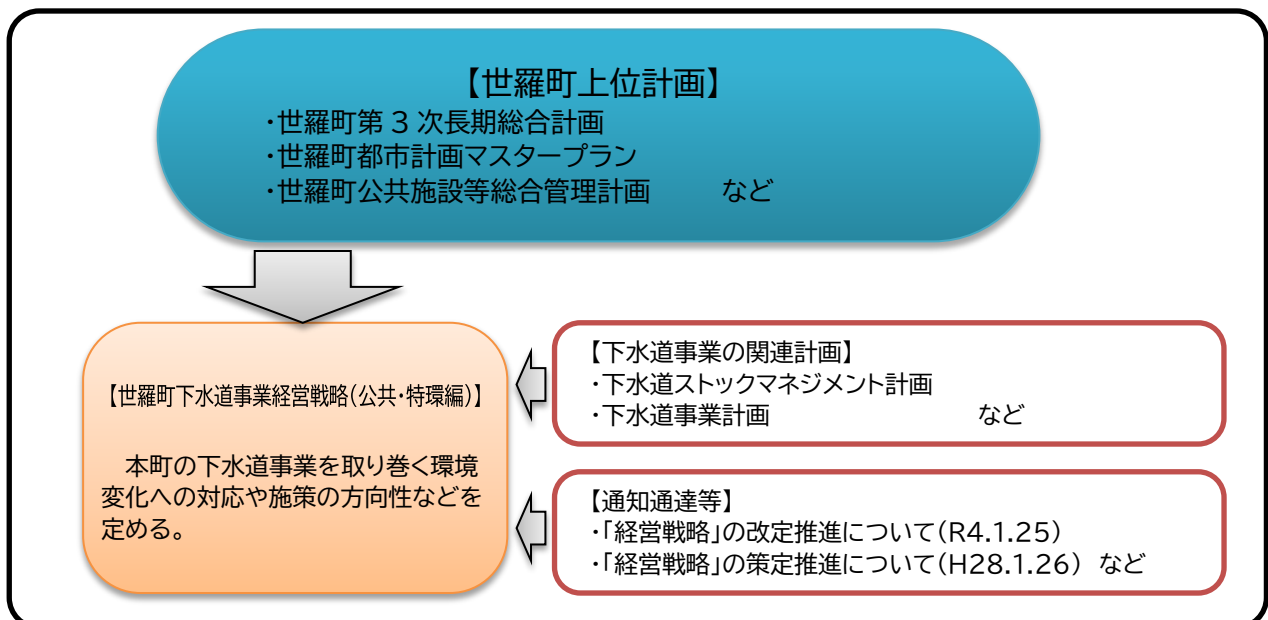 【世羅町上位計画】
・世羅町第３次長期総合計画
・世羅町都市計画マスタープラン
・世羅町公共施設等総合管理計画　　など
【世羅町下水道事業経営戦略(公共・特環編)】
本町の下水道事業を取り巻く環境
変化への対応や施策の方向性などを
定める。
【下水道事業の関連計画】
・下水道ストックマネジメント計画
・下水道事業計画　　など
【通知通達等】
・「経営戦略」の改定推進について(R4.1.25)
・「経営戦略」の策定推進について(H28.1.26) など